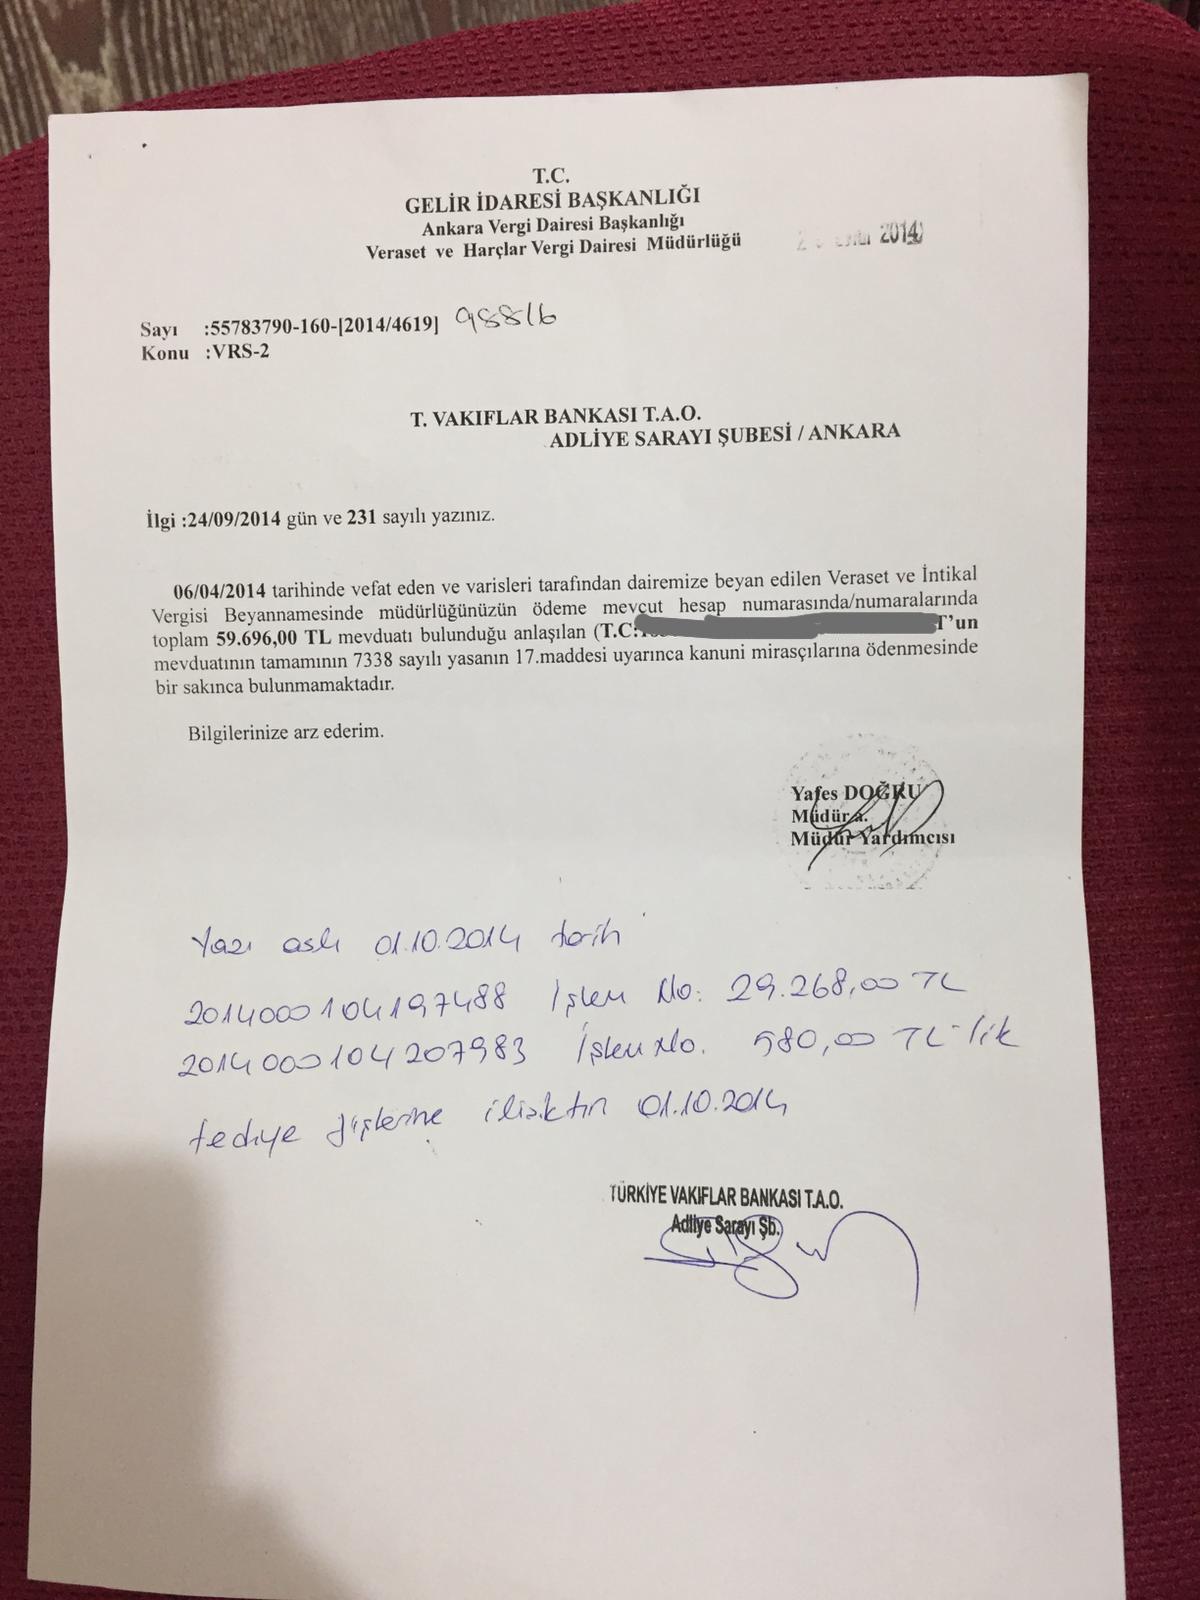 T.C.
GELİR İDARESİ BAŞKANLIĞI
Ankara Vergi Dairesi Başkanlığı
Veraset ve Harçlar Vergi Dairesi Müdürlüğü
2014
Sayı :55783790-160-[2014/4619] 98816
Konu :VRS-2
T. VAKIFLAR BANKASI T.A.O.
ADLİYE SARAYI ŞUBESİ / ANKARA
İlgi :24/09/2014 gün ve 231 sayılı yazınız.
06/04/2014 tarihinde vefat eden ve varisleri tarafından dairemize beyan edilen Veraset ve İntikal
Vergisi Beyannamesinde müdürlüğünüzün ödeme mevcut hesap numarasında/numaralarında
toplam 59.696,00 TL mevduatı bulunduğu anlaşılan (T.C: T'un
mevduatının tamamının 7338 sayılı yasanın 17.maddesi uyarınca kanuni mirasçılarına ödenmesinde
bir sakınca bulunmamaktadır.
Bilgilerinize arz ederim.
Yafes DOĞRU
Müdür a.
Müdür Yardımcısı
Yazı aslı 01.10.2014 tarih
2014000104197488 İşlem No: 29.268,00 TL
2014000104207983 İşlem No. 580,00 TL-lik
tediye fişlerine ilişiktir 01.10.2014
TÜRKİYE VAKIFLAR BANKASI T.A.O.
Adliye Sarayı Şb.